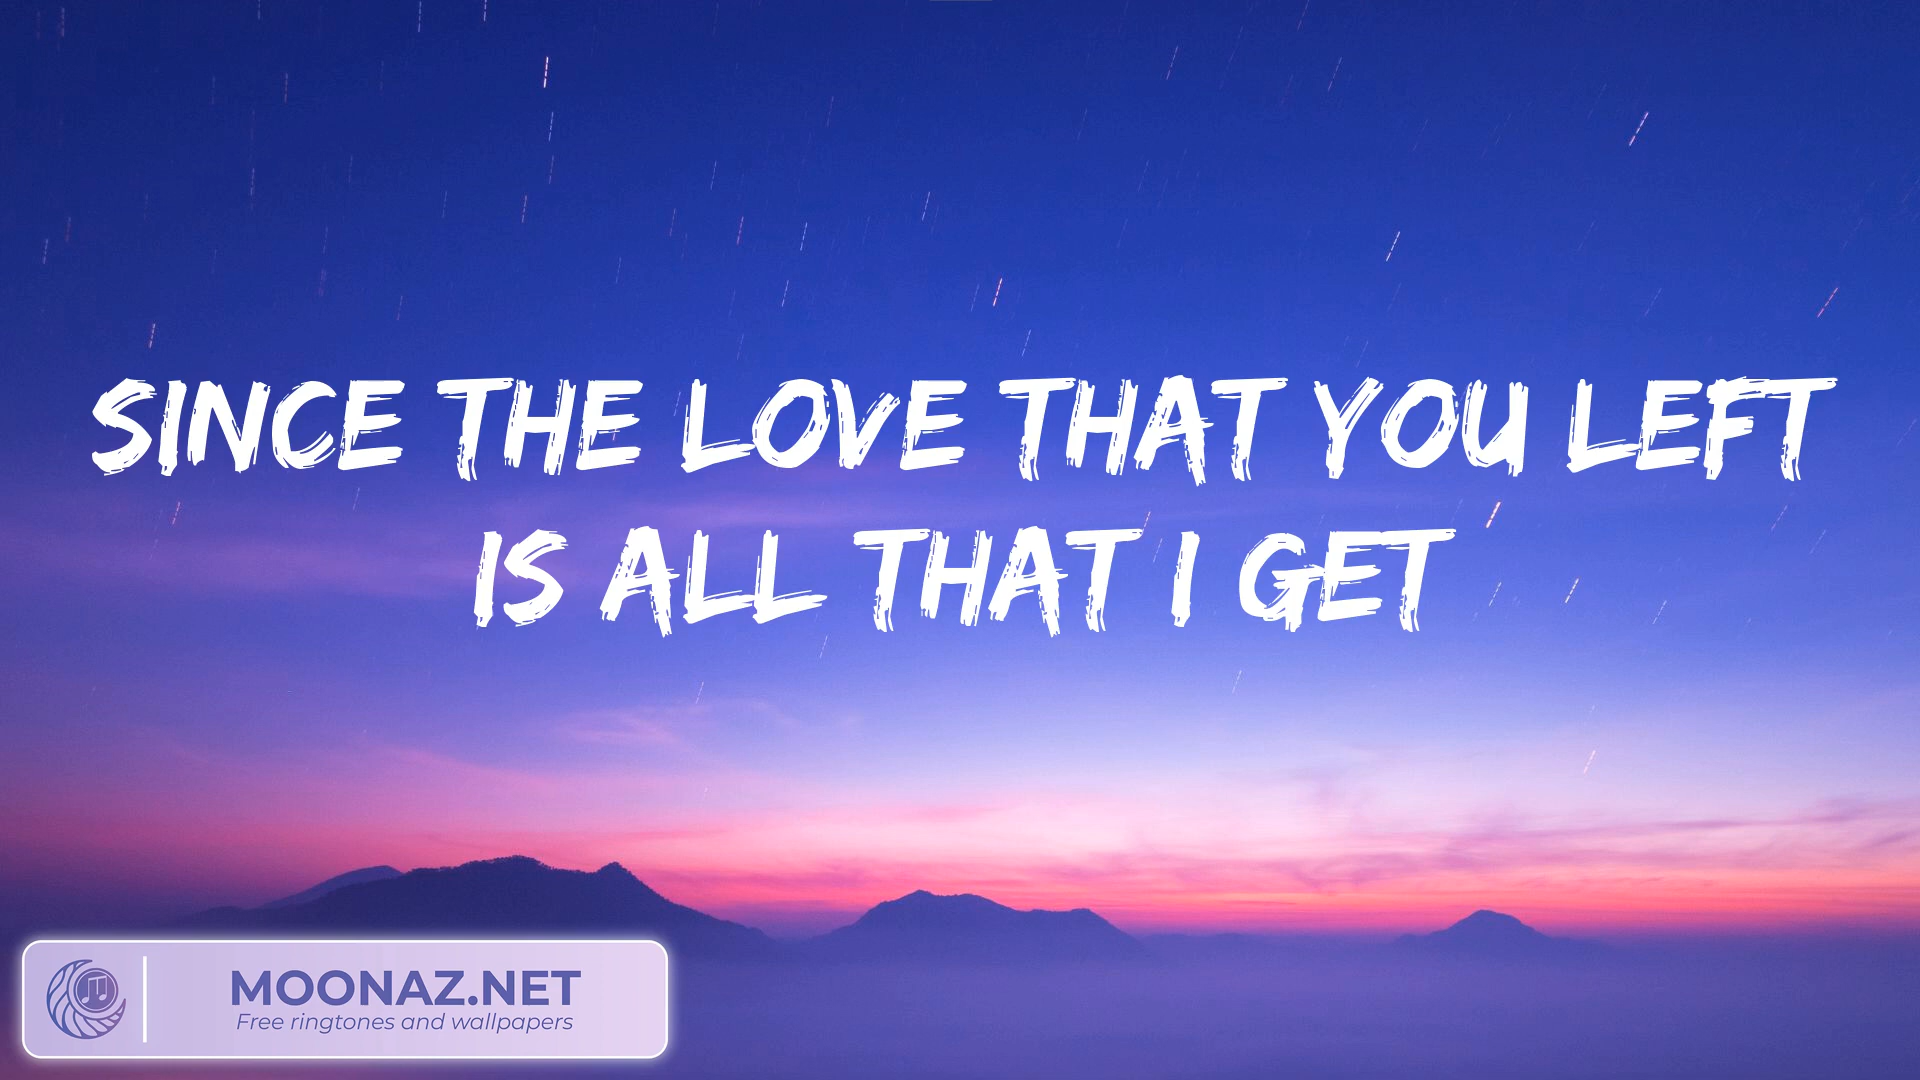 SINCE THE LOVE THAT YOU LEFT
IS ALL THAT I GET
MOONAZ.NET
Free ringtones and wallpapers